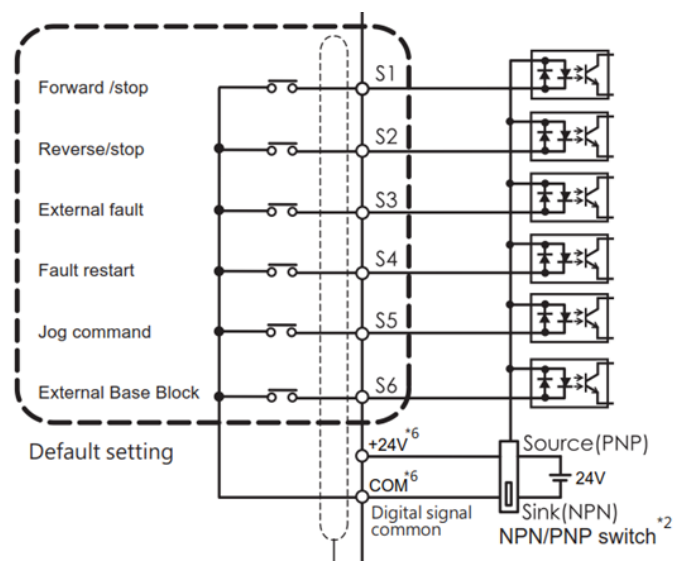 Forward /stop
S1
Reverse/stop
S2
External fault
S3
Fault restart
S4
Jog command
S5
External Base Block
S6
Default setting
+24V*6
Source(PNP)
24V
COM*6
Digital signal
common
Sink(NPN)
NPN/PNP switch*2